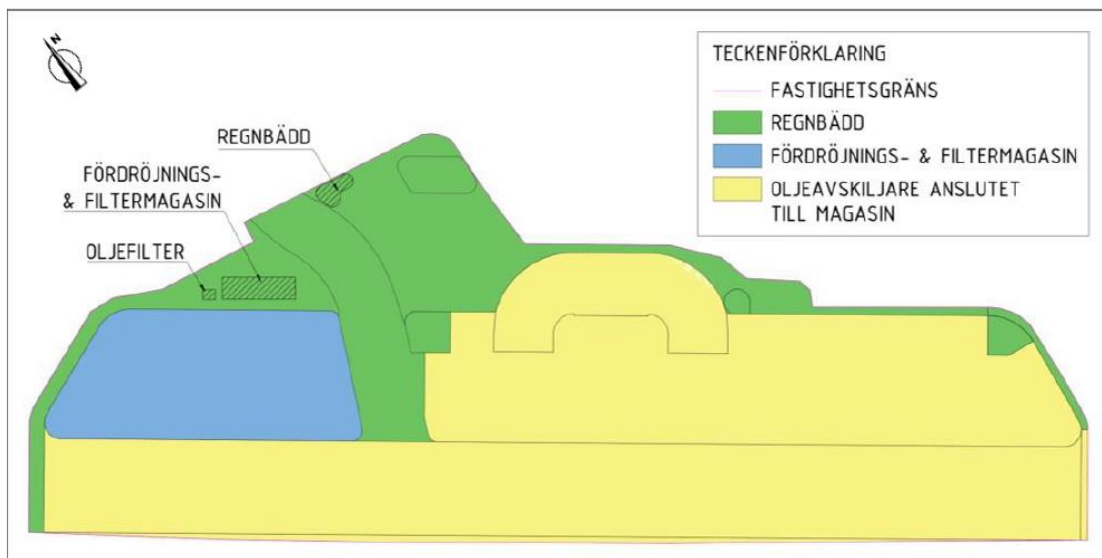 N
TECKENFÖRKLARING
FASTIGHETSGRÄNS
REGNBÄDD
FÖRDRÖJNINGS- & FILTERMAGASIN
OLJEAVSKILJARE ANSLUTET
TILL MAGASIN
REGNBÄDD
FÖRDRÖJNINGS-
& FILTERMAGASIN
OLJEFILTER